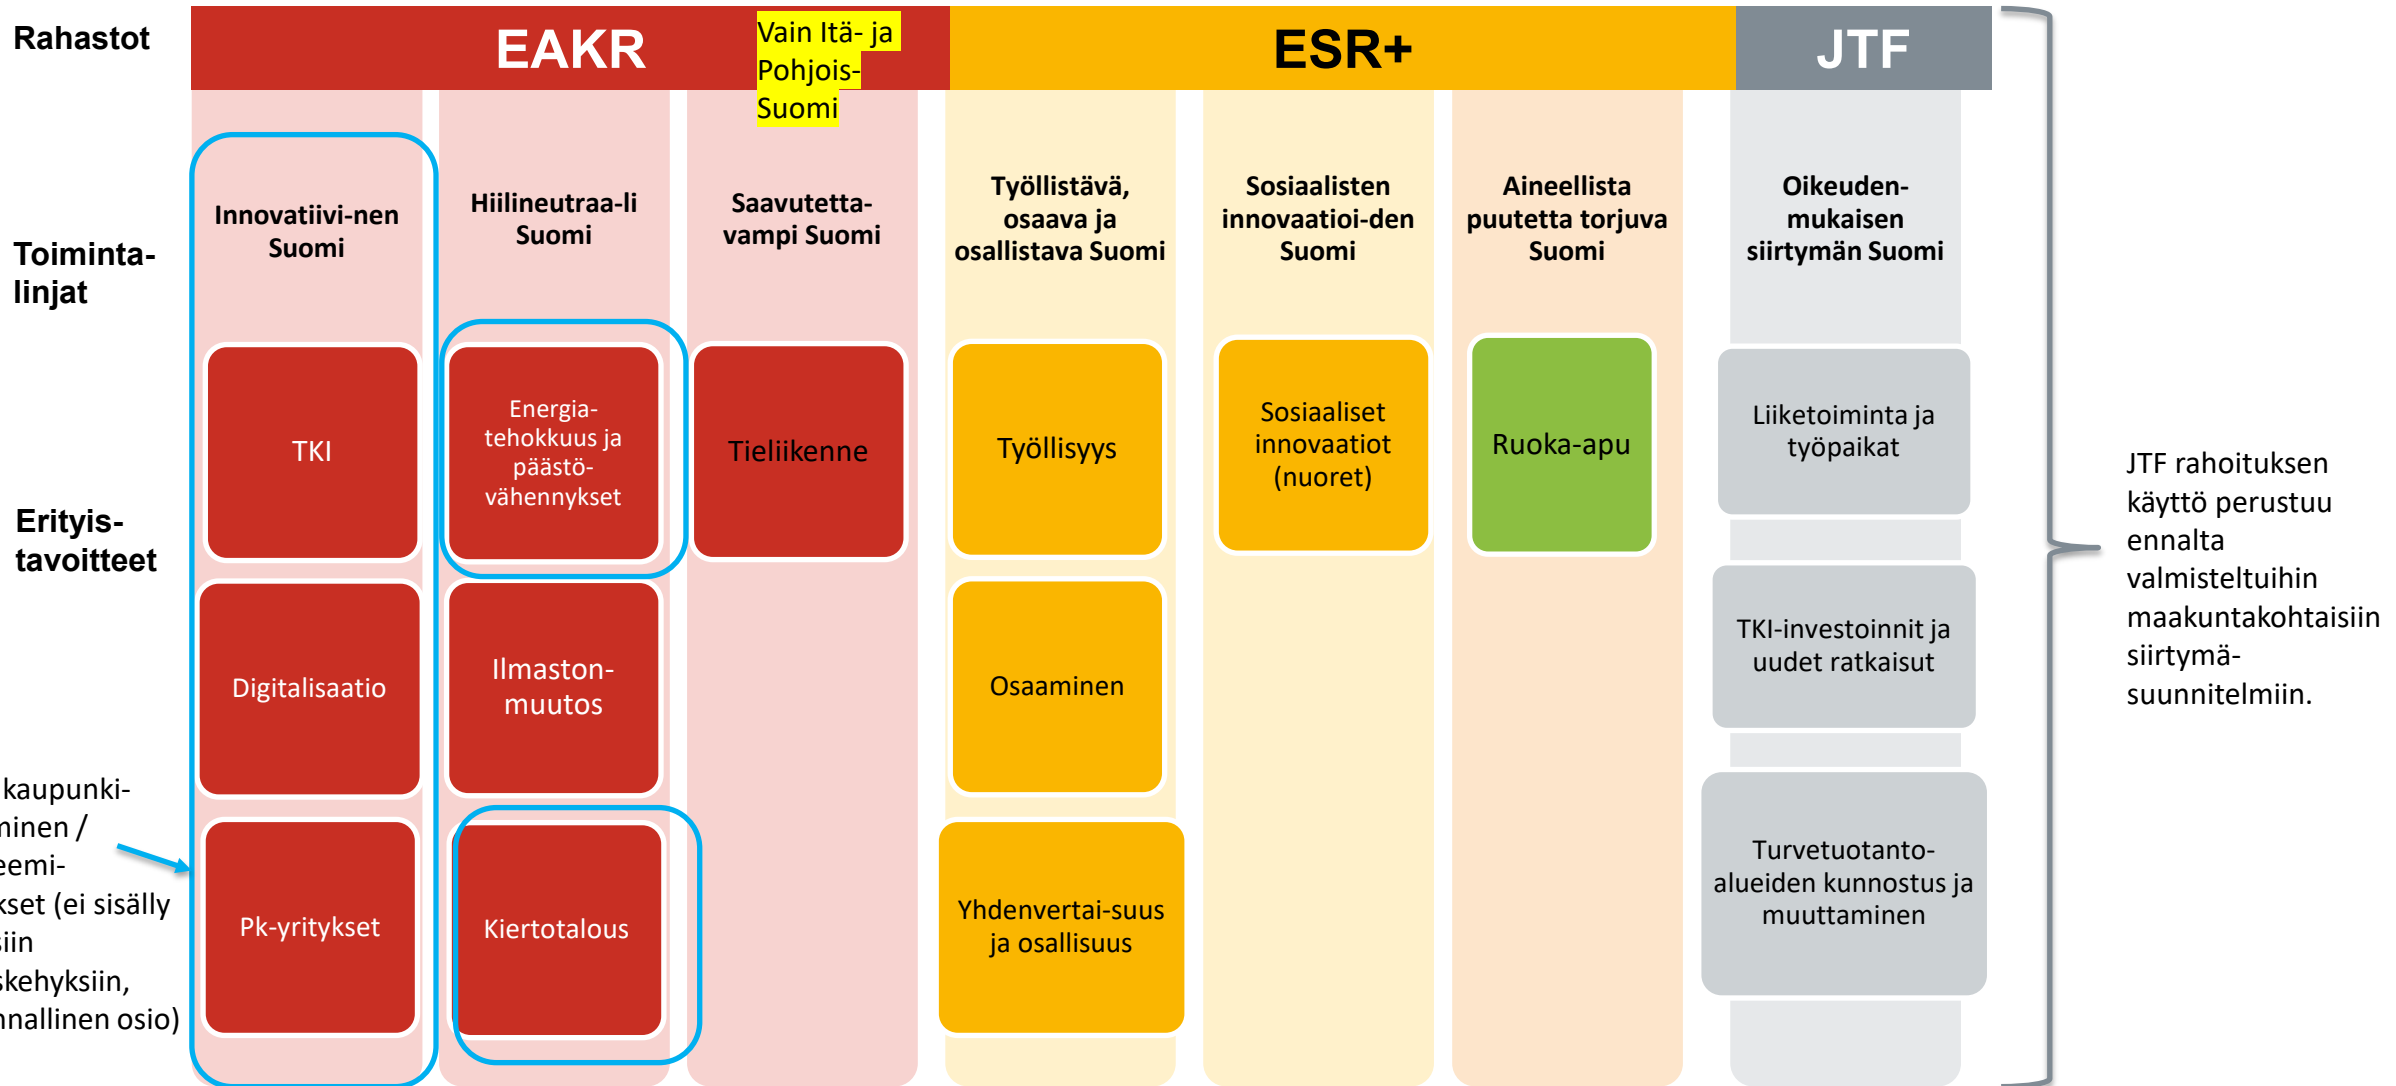 Rahastot
EAKR
Vain Itä- ja
Pohjois-
Suomi
ESR+
JTF
Toiminta-
linjat
Innovatiivi-nen
Suomi
Hiilineutraa-li
Suomi
Saavutetta-
vampi Suomi
Työllistävä,
osaava ja
osallistava Suomi
Sosiaalisten
innovaatioi-den
Suomi
Aineellista
puutetta torjuva
Suomi
Oikeuden-
mukaisen
siirtymän Suomi
Erityis-
tavoitteet
TKI
Energia-
tehokkuus ja
päästö-
vähennykset
Tieliikenne
Työllisyys
Sosiaaliset
innovaatiot
(nuoret)
Ruoka-apu
Liiketoiminta ja
työpaikat
Digitalisaatio
Ilmaston-
muutos
Osaaminen
TKI-investoinnit ja
uudet ratkaisut
Pk-yritykset
Kiertotalous
Yhdenvertai-suus
ja osallisuus
Turvetuotanto-
alueiden kunnostus ja
muuttaminen
kaupunki-
/
(ei sisälly
osio)
JTF rahoituksen
käyttö perustuu
ennalta
valmisteltuihin
maakuntakohtaisiin
siirtymä-
suunnitelmiin.